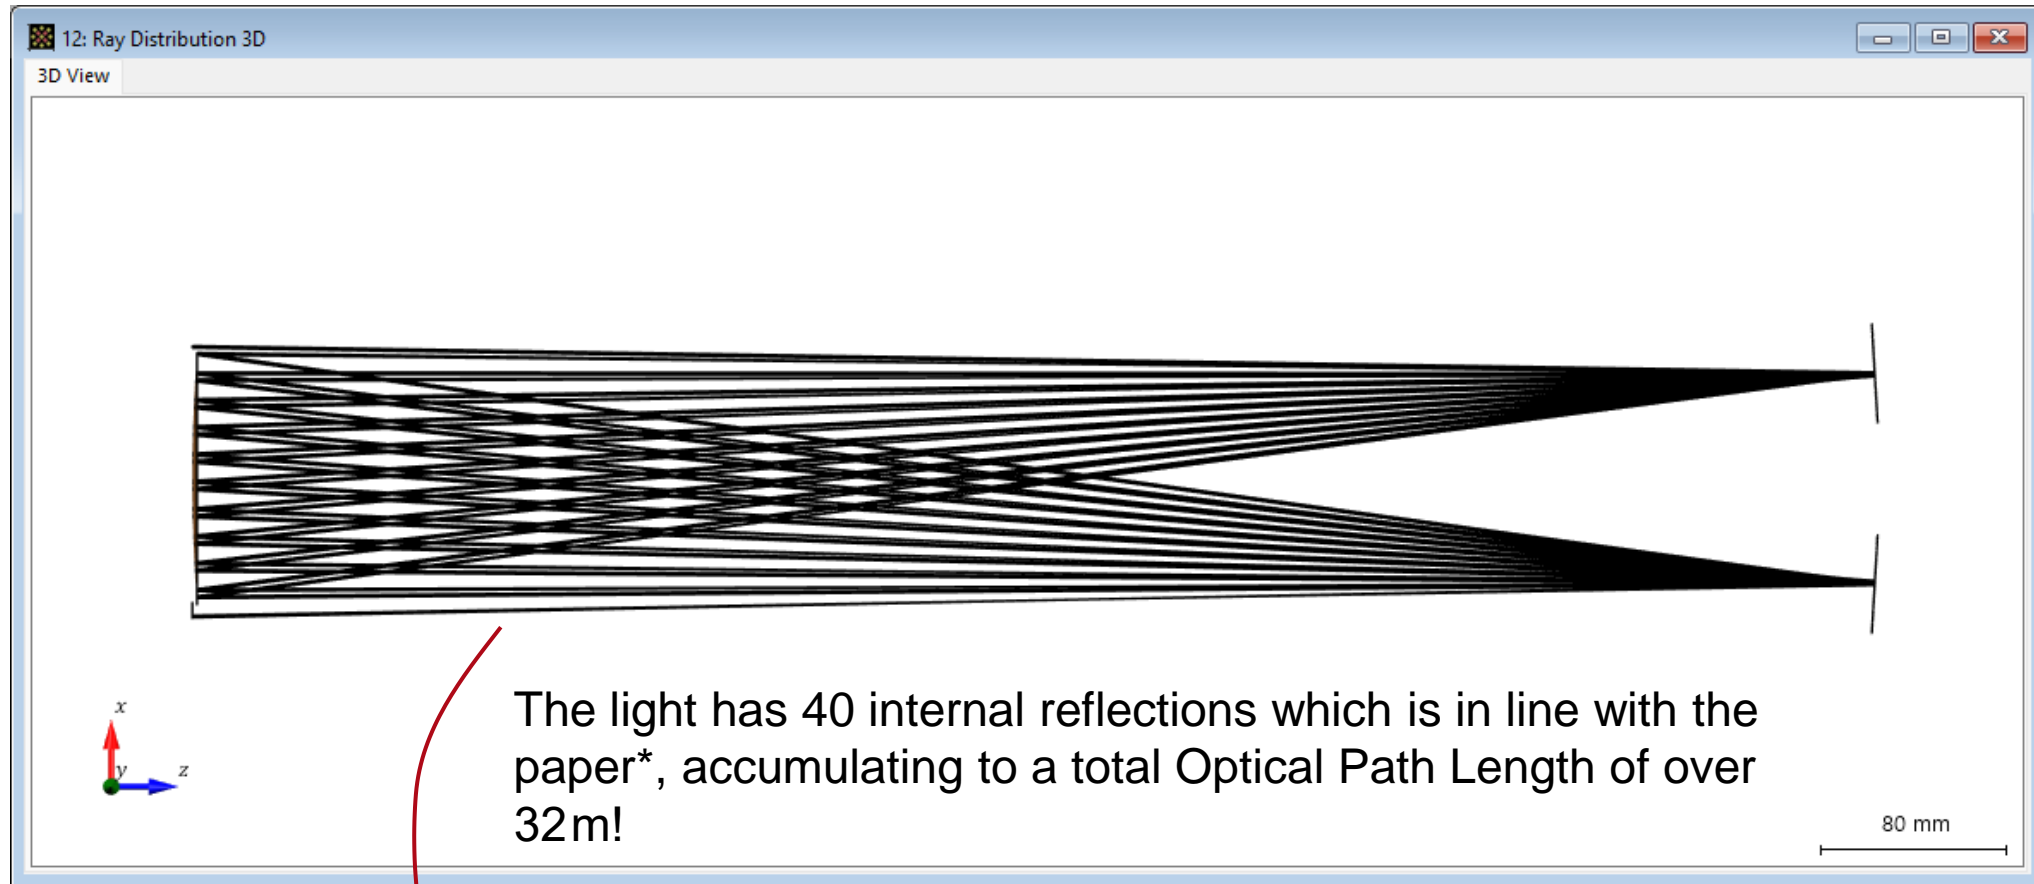 12: Ray Distribution 3D
3D View
x
y
z
The light has 40 internal reflections which is in line with the
paper*, accumulating to a total Optical Path Length of over
32m!
80 mm